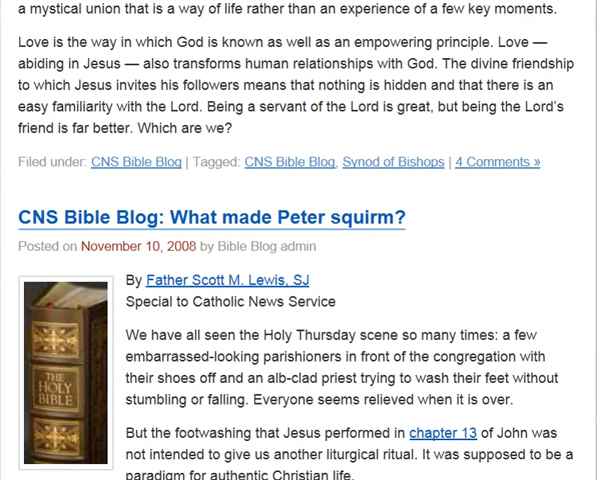 a mystical union that is a way of life rather than an experience of a few key moments.
Love is the way in which God is known as well as an empowering principle. Love —
abiding in Jesus — also transforms human relationships with God. The divine friendship
to which Jesus invites his followers means that nothing is hidden and that there is an
easy familiarity with the Lord. Being a servant of the Lord is great, but being the Lord's
friend is far better. Which are we?
Filed under: CNS Bible Blog | Tagged: CNS Bible Blog, Synod of Bishops | 4 Comments »
CNS Bible Blog: What made Peter squirm?
Posted on November 10, 2008 by Bible Blog admin
THE
HOLY
BIBLE
By Father Scott M. Lewis, SJ
Special to Catholic News Service
We have all seen the Holy Thursday scene so many times: a few
embarrassed-looking parishioners in front of the congregation with
their shoes off and an alb-clad priest trying to wash their feet without
stumbling or falling. Everyone seems relieved when it is over.
But the footwashing that Jesus performed in chapter 13 of John was
not intended to give us another liturgical ritual. It was supposed to be a
paradigm for authentic Christian life.